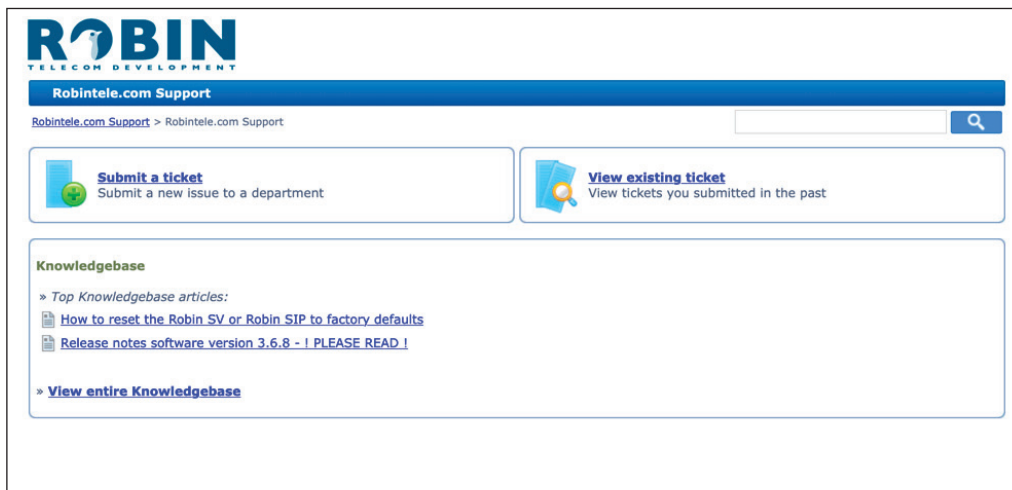 ROBIN
TELECOM DEVELOPMENT
Robintele.com Support
Robintele.com Support > Robintele.com Support
Submit a ticket
Submit a new issue to a department
View existing ticket
View tickets you submitted in the past
Knowledgebase
» Top Knowledgebase articles:
How to reset the Robin SV or Robin SIP to factory defaults
Release notes software version 3.6.8 - ! PLEASE READ !
» View entire Knowledgebase